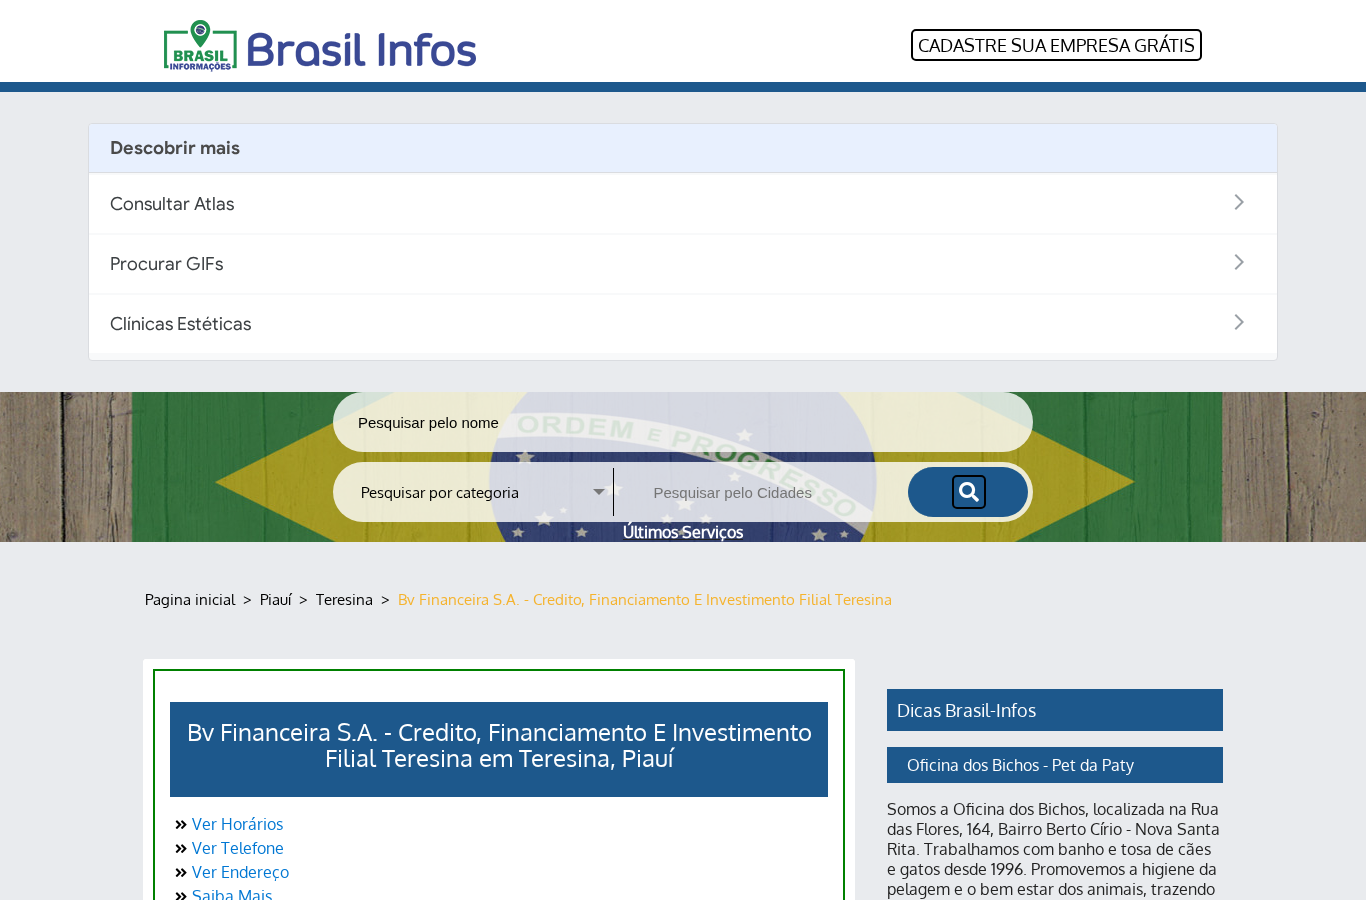 BRASIL
INFORMAÇÕES
Brasil Infos
CADASTRE SUA EMPRESA GRÁTIS
Descobrir mais
Consultar Atlas
Procurar GIFs
Clínicas Estéticas
ORDEM E PROGRESSO
Pesquisar pelo nome
Pesquisar por categoria
Pesquisar pelo Cidades
Últimos Serviços
Pagina inicial > Piauí > Teresina > Bv Financeira S.A. - Credito, Financiamento E Investimento Filial Teresina
Bv Financeira S.A. - Credito, Financiamento E Investimento
Filial Teresina em Teresina, Piauí
» Ver Horários
» Ver Telefone
» Ver Endereço
» Saiba Mais
Dicas Brasil-Infos
Oficina dos Bichos - Pet da Paty
Somos a Oficina dos Bichos, localizada na Rua
das Flores, 164, Bairro Berto Círio - Nova Santa
Rita. Trabalhamos com banho e tosa de cães
e gatos desde 1996. Promovemos a higiene da
pelagem e o bem estar dos animais, trazendo